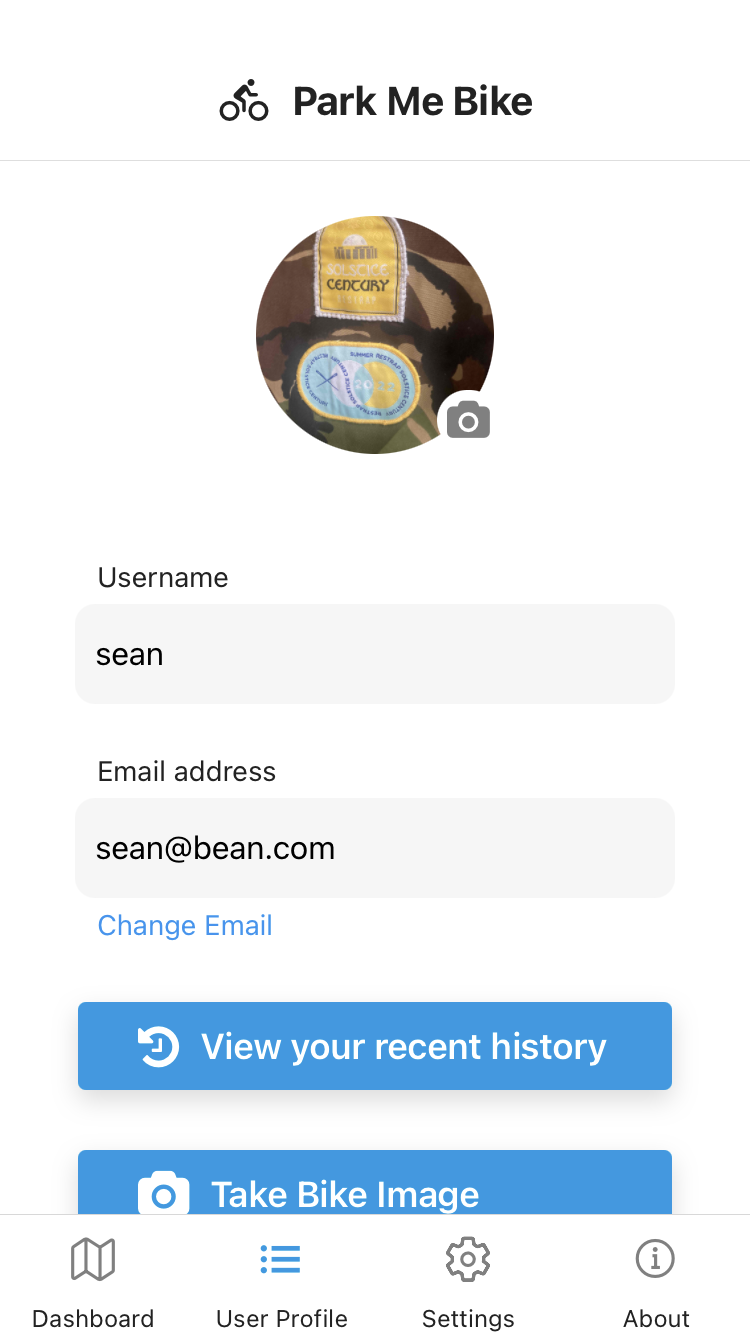 Park Me Bike
SOLSTICE
CENTURY
SUMMER RESTRAP SOLSTICE CENTURY
Username
sean
Email address
sean@bean.com
Change Email
View your recent history
Take Bike Image
Dashboard
User Profile
Settings
About